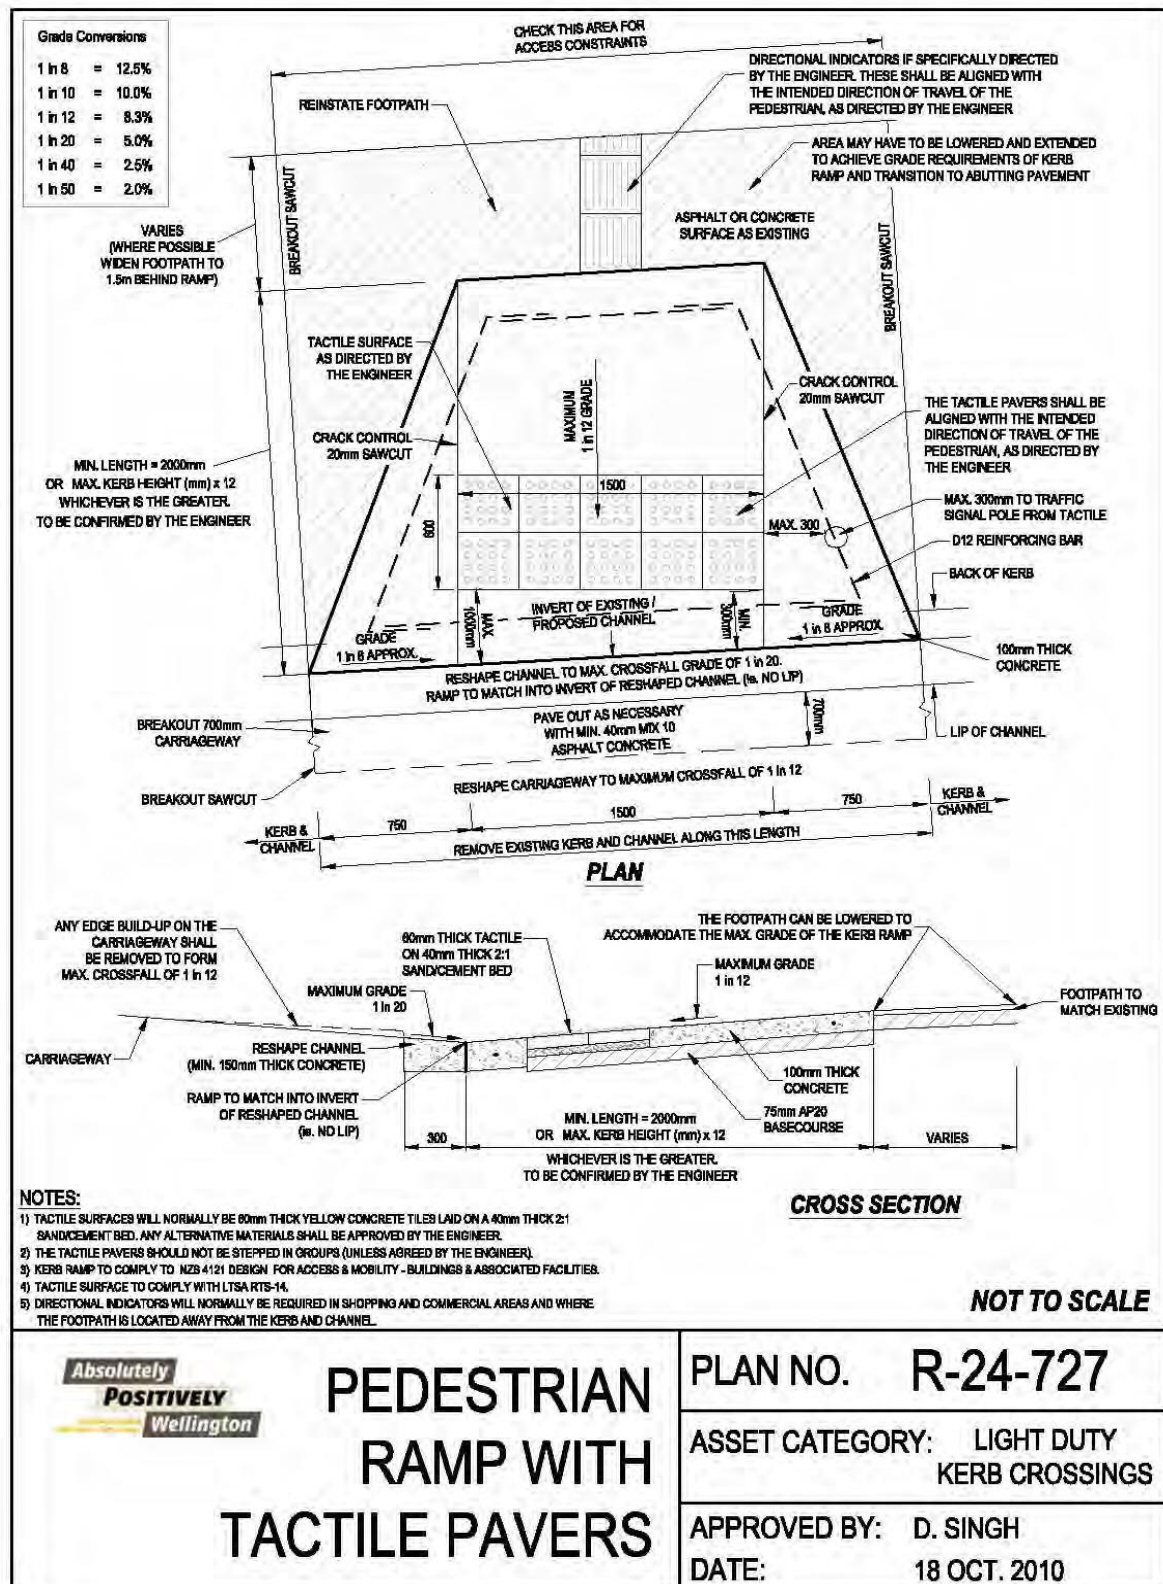 Grade Conversions
1 in 8 = 12.5%
1 in 10 = 10.0%
1 in 12 = 8.3%
1 in 20 = 5.0%
1 in 40 = 2.5%
1 in 50 = 2.0%
CHECK THIS AREA FOR
ACCESS CONSTRAINTS
DIRECTIONAL INDICATORS IF SPECIFICALLY DIRECTED
BY THE ENGINEER. THESE SHALL BE ALIGNED WITH
THE INTENDED DIRECTION OF TRAVEL OF THE
PEDESTRIAN, AS DIRECTED BY THE ENGINEER
REINSTATE FOOTPATH
AREA MAY HAVE TO BE LOWERED AND EXTENDED
TO ACHIEVE GRADE REQUIREMENTS OF KERB
RAMP AND TRANSITION TO ABUTTING PAVEMENT
BREAKOUT SAWCUT
ASPHALT OR CONCRETE
SURFACE AS EXISTING
BREAKOUT SAWCUT
VARIES
(WHERE POSSIBLE
WIDEN FOOTPATH TO
1.5m BEHIND RAMP)
TACTILE SURFACE
AS DIRECTED BY
THE ENGINEER
MAXIMUM
1 in 12 GRADE
CRACK CONTROL
20mm SAWCUT
THE TACTILE PAVERS SHALL BE
ALIGNED WITH THE INTENDED
DIRECTION OF TRAVEL OF THE
PEDESTRIAN, AS DIRECTED BY
THE ENGINEER
CRACK CONTROL
20mm SAWCUT
MIN. LENGTH = 2000mm
OR MAX. KERB HEIGHT (mm) x 12
WHICHEVER IS THE GREATER.
TO BE CONFIRMED BY THE ENGINEER
1500
600
MAX. 300
MAX. 300mm TO TRAFFIC
SIGNAL POLE FROM TACTILE
D12 REINFORCING BAR
BACK OF KERB
MAX.
1000mm
INVERT OF EXISTING /
PROPOSED CHANNEL
MIN.
300mm
GRADE
1 in 8 APPROX.
GRADE
1 in 8 APPROX.
100mm THICK
CONCRETE
RESHAPE CHANNEL TO MAX. CROSSFALL GRADE OF 1 in 20.
RAMP TO MATCH INTO INVERT OF RESHAPED CHANNEL (ie. NO LIP)
BREAKOUT 700mm
CARRIAGEWAY
PAVE OUT AS NECESSARY
WITH MIN. 40mm MIX 10
ASPHALT CONCRETE
700mm
LIP OF CHANNEL
BREAKOUT SAWCUT
RESHAPE CARRIAGEWAY TO MAXIMUM CROSSFALL OF 1 in 12
KERB &
CHANNEL
750
1500
750
KERB &
CHANNEL
REMOVE EXISTING KERB AND CHANNEL ALONG THIS LENGTH
PLAN
ANY EDGE BUILD-UP ON THE
CARRIAGEWAY SHALL
BE REMOVED TO FORM
MAX. CROSSFALL OF 1 in 12
60mm THICK TACTILE
ON 40mm THICK 2:1
SAND/CEMENT BED
THE FOOTPATH CAN BE LOWERED TO
ACCOMMODATE THE MAX. GRADE OF THE KERB RAMP
MAXIMUM GRADE
1 in 12
MAXIMUM GRADE
1 in 20
FOOTPATH TO
MATCH EXISTING
CARRIAGEWAY
RESHAPE CHANNEL
(MIN. 150mm THICK CONCRETE)
100mm THICK
CONCRETE
RAMP TO MATCH INTO INVERT
OF RESHAPED CHANNEL
(ie. NO LIP)
75mm AP20
BASECOURSE
300
MIN. LENGTH = 2000mm
OR MAX. KERB HEIGHT (mm) x 12
WHICHEVER IS THE GREATER.
TO BE CONFIRMED BY THE ENGINEER
VARIES
CROSS SECTION
NOTES:
1) TACTILE SURFACES WILL NORMALLY BE 60mm THICK YELLOW CONCRETE TILES LAID ON A 40mm THICK 2:1
SAND/CEMENT BED. ANY ALTERNATIVE MATERIALS SHALL BE APPROVED BY THE ENGINEER.
2) THE TACTILE PAVERS SHOULD NOT BE STEPPED IN GROUPS (UNLESS AGREED BY THE ENGINEER).
3) KERB RAMP TO COMPLY TO NZS 4121 DESIGN FOR ACCESS & MOBILITY - BUILDINGS & ASSOCIATED FACILITIES.
4) TACTILE SURFACE TO COMPLY WITH LTSA RTS-14.
5) DIRECTIONAL INDICATORS WILL NORMALLY BE REQUIRED IN SHOPPING AND COMMERCIAL AREAS AND WHERE
THE FOOTPATH IS LOCATED AWAY FROM THE KERB AND CHANNEL.
NOT TO SCALE
Absolutely
POSITIVELY
Wellington
PEDESTRIAN
RAMP WITH
TACTILE PAVERS
PLAN NO. R-24-727
ASSET CATEGORY: LIGHT DUTY
KERB CROSSINGS
APPROVED BY: D. SINGH
DATE: 18 OCT. 2010